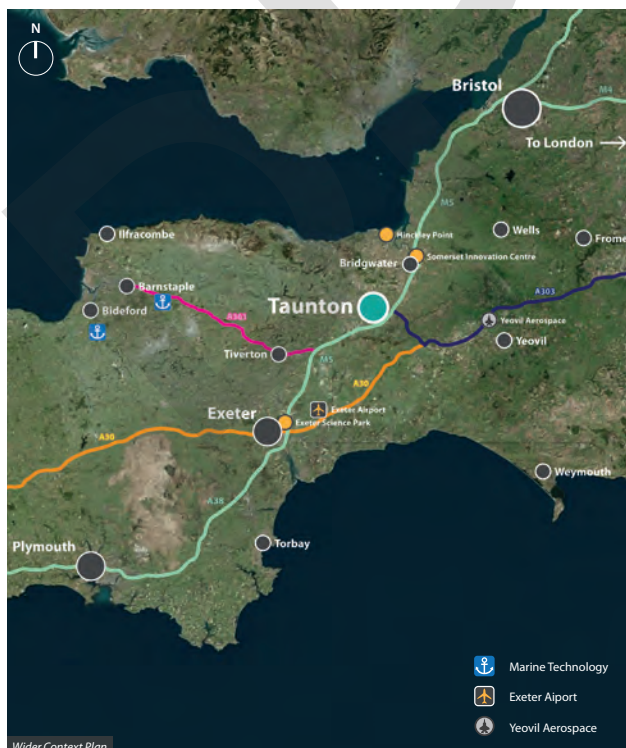 N
Bristol
M4
To London
M5
Ilfracombe
Hinckley Point
Wells
Frome
Somerset Innovation Centre
Bridgwater
Barnstaple
Taunton
A303
Bideford
A361
Yeovil Aerospace
Yeovil
Tiverton
M5
A30
Exeter
Exeter Airport
Exeter Science Park
A30
Weymouth
A38
Torbay
Plymouth
Marine Technology
Exeter Aiport
Yeovil Aerospace
Wider Context Plan